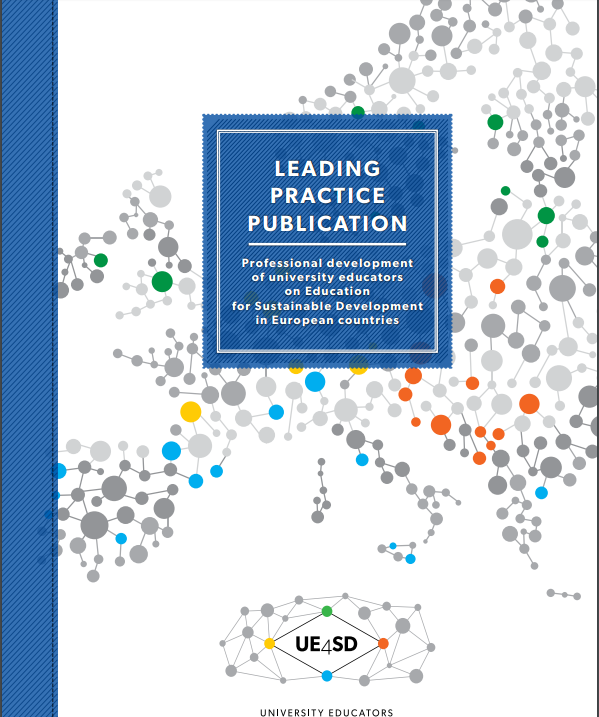 LEADING
PRACTICE
PUBLICATION
Professional development
of university educators
on Education
for Sustainable Development
in European countries
UE4SD
UNIVERSITY EDUCATORS